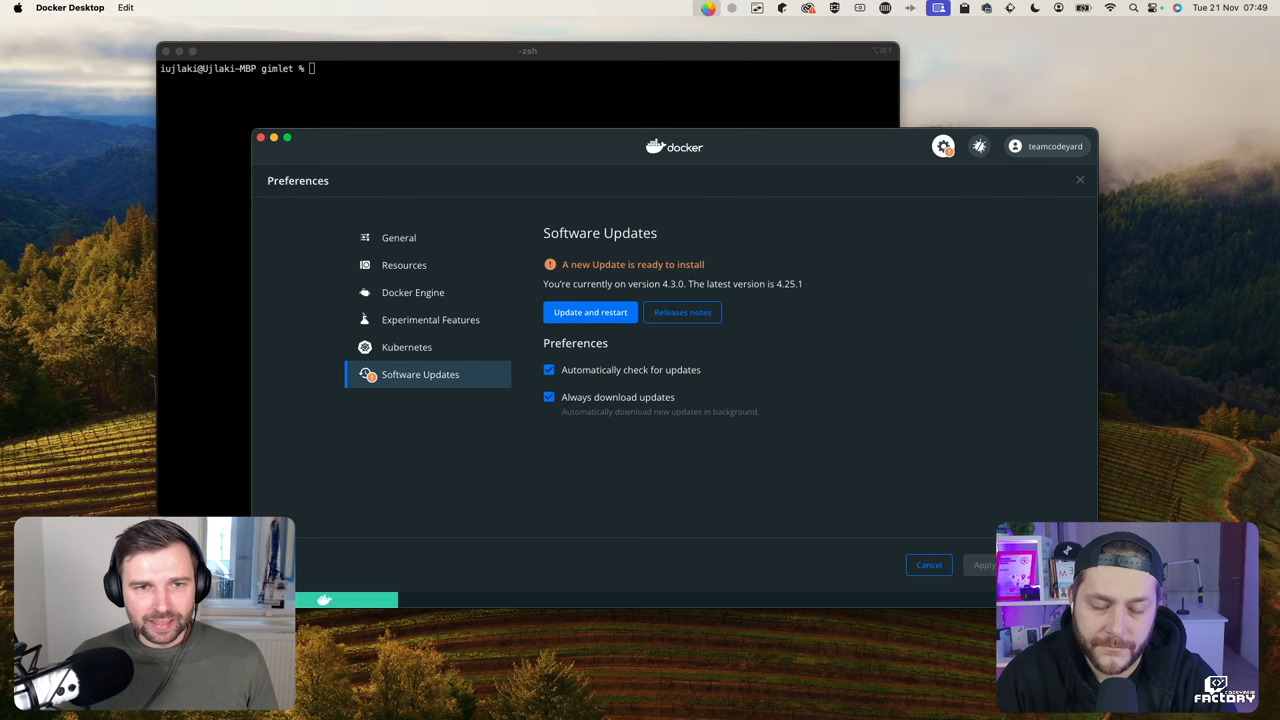 Docker Desktop Edit Tue 21 Nov 07:49
-zsh ⌥⌘1
iujlaki@Ujlaki-MBP gimlet %
docker teamcodeyard
Preferences
General
Resources
Docker Engine
Experimental Features
Kubernetes
Software Updates
Software Updates
A new Update is ready to install
You're currently on version 4.3.0. The latest version is 4.25.1
Update and restart Releases notes
Preferences
Automatically check for updates
Always download updates
Automatically download new updates in background.
Cancel Apply
CODEYARD
FACTORY